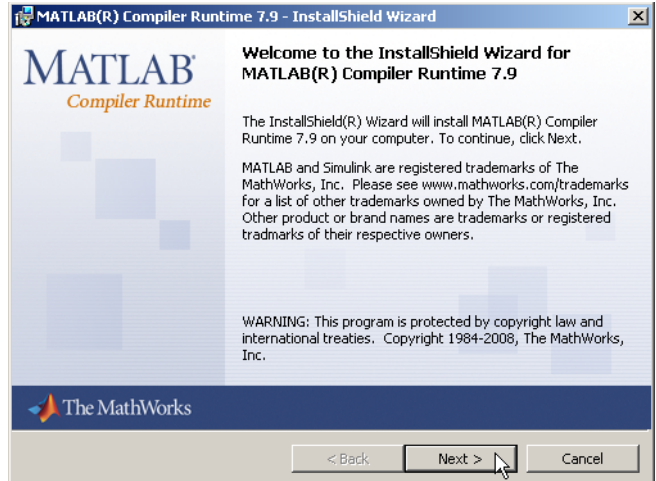 MATLAB(R) Compiler Runtime 7.9 - InstallShield Wizard
MATLAB®
Compiler Runtime
Welcome to the InstallShield Wizard for
MATLAB(R) Compiler Runtime 7.9
The InstallShield(R) Wizard will install MATLAB(R) Compiler
Runtime 7.9 on your computer. To continue, click Next.
MATLAB and Simulink are registered trademarks of The
MathWorks, Inc.  Please see www.mathworks.com/trademarks
for a list of other trademarks owned by The MathWorks, Inc.
Other product or brand names are trademarks or registered
tradmarks of their respective owners.
WARNING: This program is protected by copyright law and
international treaties.  Copyright 1984-2008, The MathWorks,
Inc.
The MathWorks
< Back
Next >
Cancel